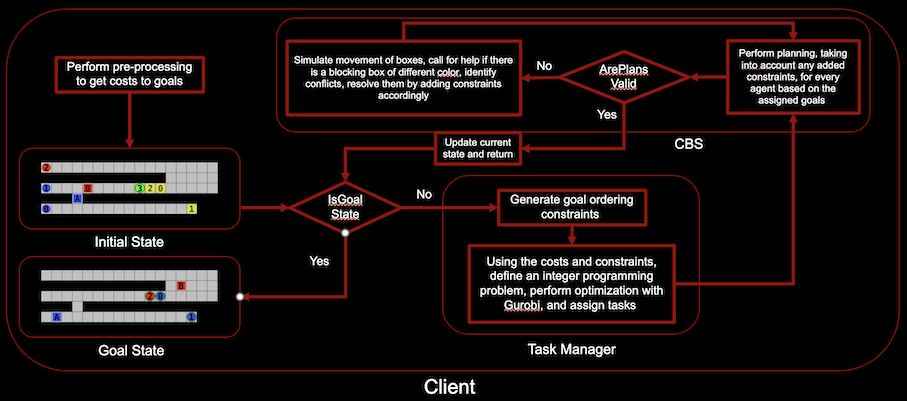 Perform pre-processing
to get costs to goals
Simulate movement of boxes, call for help if there
is a blocking box of different color, identify
conflicts, resolve them by adding constraints
accordingly
No
ArePlans
Valid
Perform planning, taking
into account any added
constraints, for every
agent based on the
assigned goals
Yes
Update current
state and return
CBS
2
1
B
3
2
0
A
0
1
Initial State
IsGoal
State
No
Yes
Generate goal ordering
constraints
Using the costs and constraints,
define an integer programming
problem, perform optimization with
Gurobi, and assign tasks
B
2
0
A
1
Goal State
Task Manager
Client